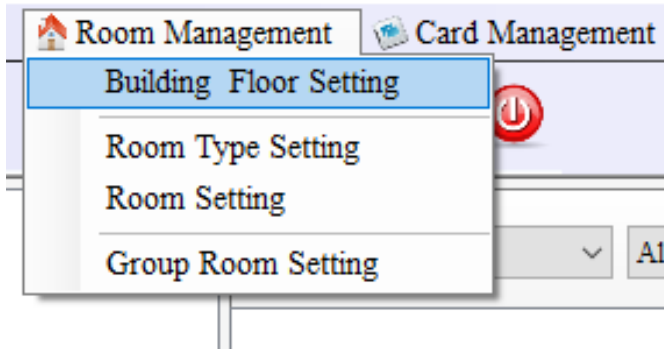 Room Management Card Management
Building Floor Setting
Room Type Setting
Room Setting
Group Room Setting